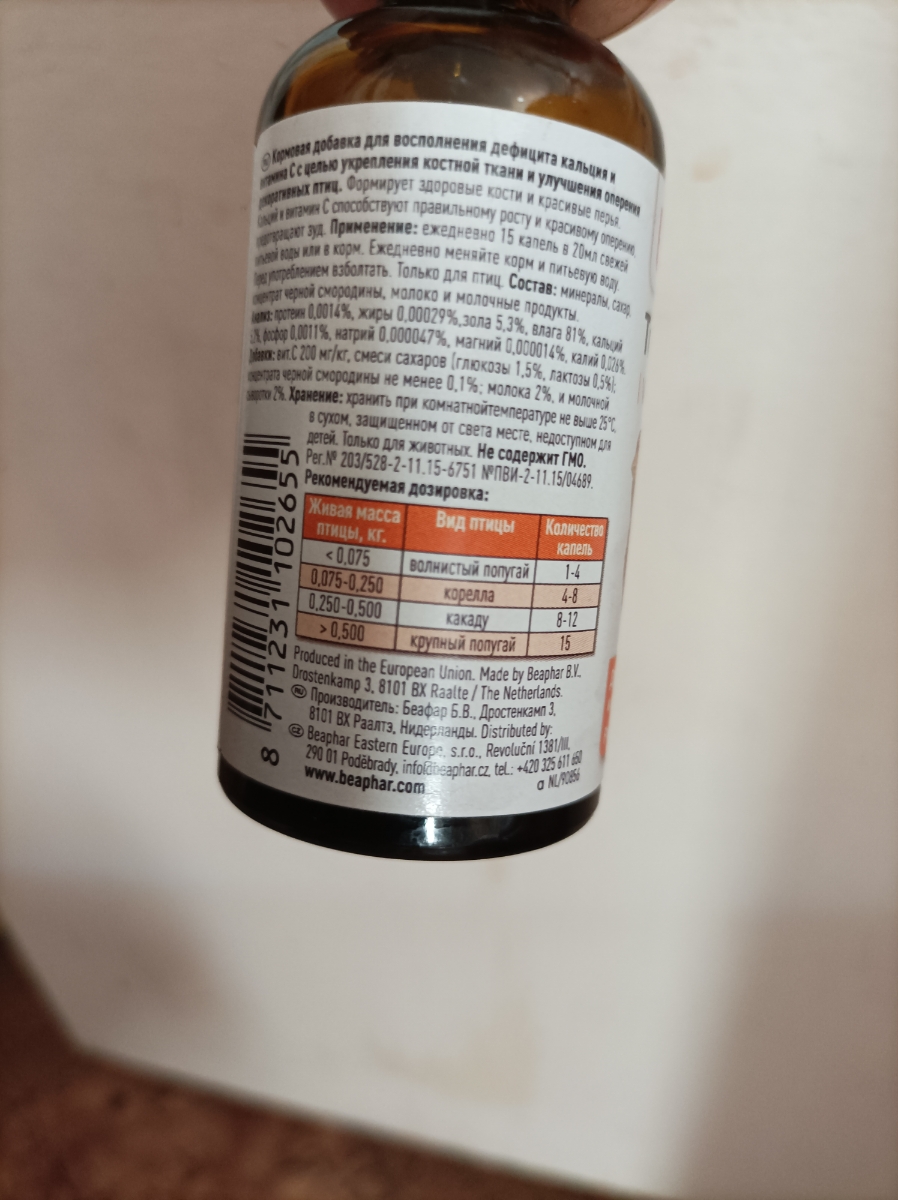 RU Кормовая добавка для восполнения дефицита кальция и
витамина С с целью укрепления костной ткани и улучшения оперения
декоративных птиц. Формирует здоровые кости и красивые перья.
Кальций и витамин С способствуют правильному росту и красивому оперению,
предотвращают зуд. Применение: ежедневно 15 капель в 20мл свежей
питьевой воды или в корм. Ежедневно меняйте корм и питьевую воду.
Перед употреблением взболтать. Только для птиц. Состав: минералы, сахар,
концентрат черной смородины, молоко и молочные продукты.
Анализ: протеин 0,0014%, жиры 0,00029%,зола 5,3%, влага 81%, кальций
фосфор 0,0011%, натрий 0,000047%, магний 0,000014%, калий 0,026%.
Добавки: вит.С 200 мг/кг, смеси сахаров (глюкозы 1,5%, лактозы 0,5%);
концентрата черной смородины не менее 0,1%; молока 2%, и молочной
сыворотки 2%. Хранение: хранить при комнатнойтемпературе не выше 25°С,
в сухом, защищенном от света месте, недоступном для
детей. Только для животных. Не содержит ГМО.
Рег.№ 203/528-2-11.15-6751 №ПВИ-2-11.15/04689.
Рекомендуемая дозировка:
Живая масса птицы, кг. Вид птицы Количество капель
< 0,075 волнистый попугай 1-4
0,075-0,250 корелла 4-8
0,250-0,500 какаду 8-12
> 0,500 крупный попугай 15
8 711231 102655
Produced in the European Union. Made by Beaphar B.V.,
Drostenkamp 3, 8101 BX Raalte / The Netherlands.
RU Производитель: Беафар Б.В., Дростенкамп 3,
8101 BX Раалтэ, Нидерланды. Distributed by:
CZ Beaphar Eastern Europe, s.r.o., Revoluční 1381/III,
290 01 Poděbrady, info@beaphar.cz, tel.: +420 325 611 650
www.beaphar.com
α NL/90856